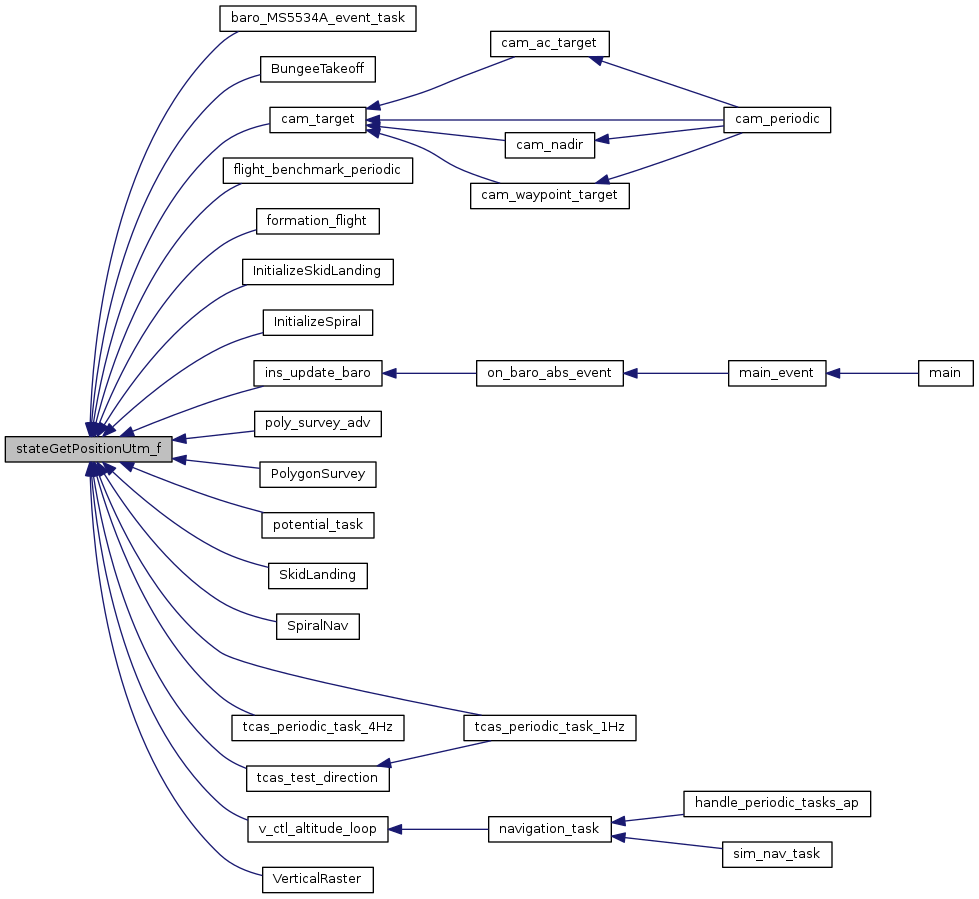 baro_MS5534A_event_task
cam_ac_target
BungeeTakeoff
cam_target
cam_periodic
cam_nadir
flight_benchmark_periodic
cam_waypoint_target
formation_flight
InitializeSkidLanding
InitializeSpiral
ins_update_baro
on_baro_abs_event
main_event
main
poly_survey_adv
stateGetPositionUtm_f
PolygonSurvey
potential_task
SkidLanding
SpiralNav
tcas_periodic_task_4Hz
tcas_periodic_task_1Hz
tcas_test_direction
handle_periodic_tasks_ap
v_ctl_altitude_loop
navigation_task
sim_nav_task
VerticalRaster